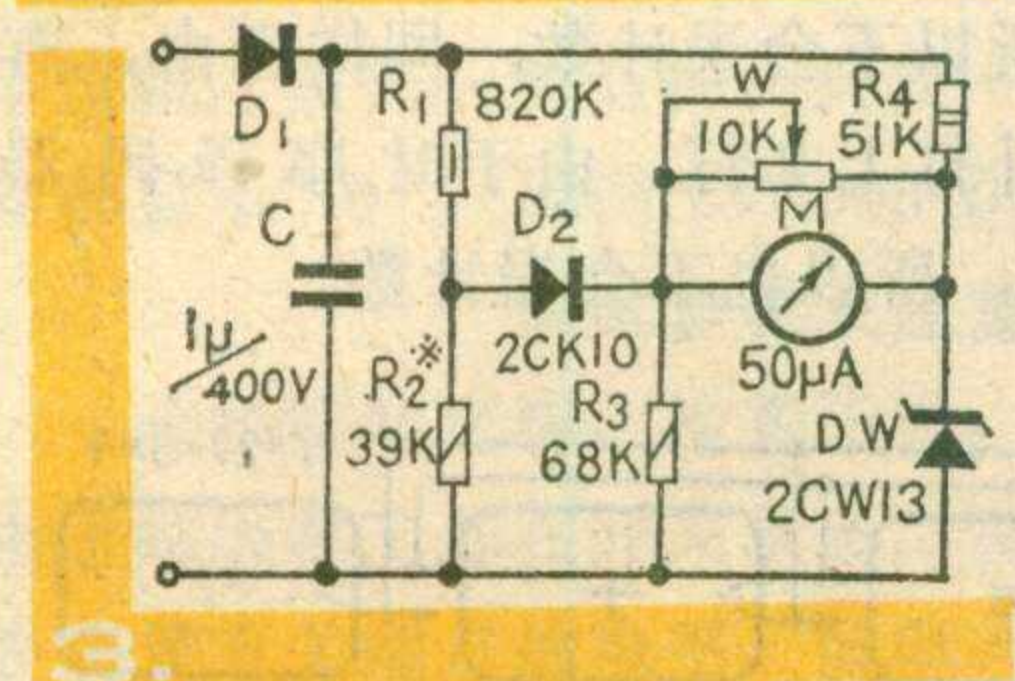 D1
R1
820K
W
10K
R4
51K
C
D2
M
1μ/400V
R2※
39K
2CK10
R3
68K
50μA
DW
2CW13
3.